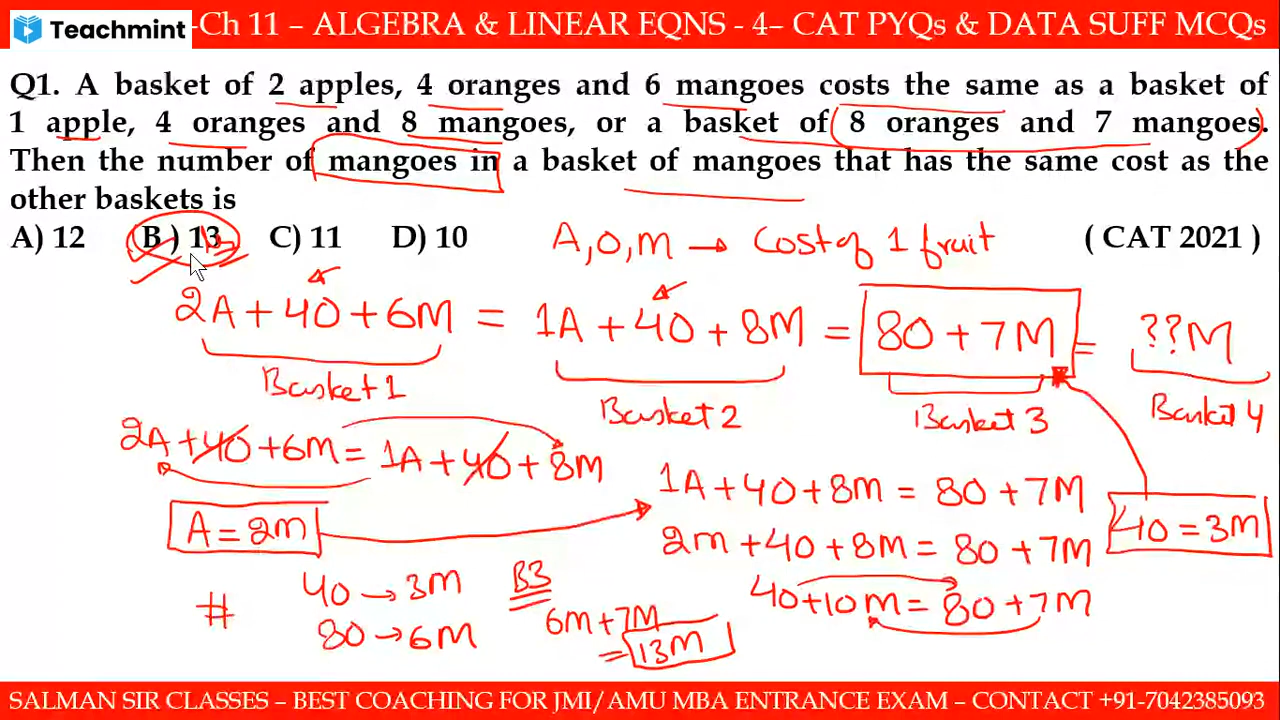 Teachmint
-Ch 11 – ALGEBRA & LINEAR EQNS - 4– CAT PYQs & DATA SUFF MCQs
Q1. A basket of 2 apples, 4 oranges and 6 mangoes costs the same as a basket of
1 apple, 4 oranges and 8 mangoes, or a basket of 8 oranges and 7 mangoes.
Then the number of mangoes in a basket of mangoes that has the same cost as the
other baskets is
A) 12 B ) 13 C) 11 D) 10 A, O, M → Cost of 1 fruit ( CAT 2021 )
2A + 4O + 6M = 1A + 4O + 8M = 8O + 7M = ??M
Basket 1 Basket 2 Basket 3 Basket 4
2A + 4O + 6M = 1A + 4O + 8M
A = 2M
1A + 4O + 8M = 8O + 7M
2M + 4O + 8M = 8O + 7M
4O + 10M = 8O + 7M
4O = 3M
# 4O → 3M
8O → 6M
B3
6M + 7M
= 13M
SALMAN SIR CLASSES – BEST COACHING FOR JMI/AMU MBA ENTRANCE EXAM – CONTACT +91-7042385093